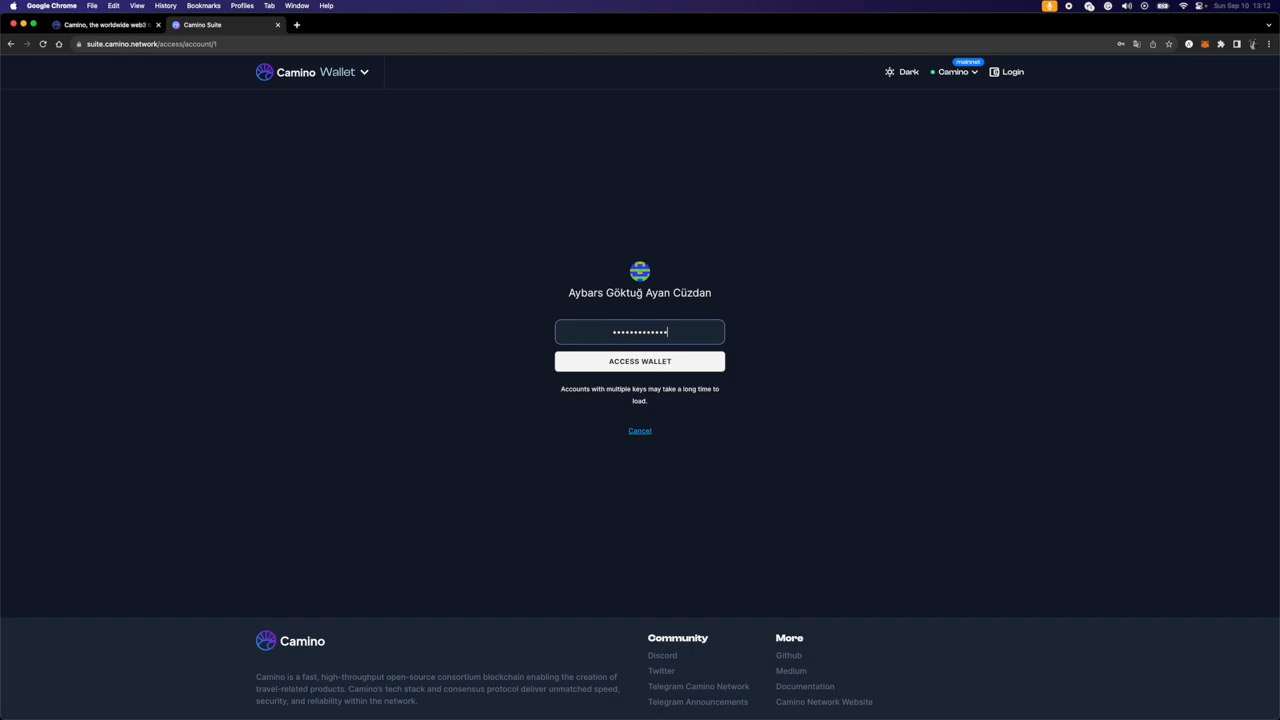 Google Chrome File Edit View History Bookmarks Profiles Tab Window Help Sun Sep 10 13:12
Camino, the worldwide web3 t
Camino Suite
suite.camino.network/access/account/1
Camino Wallet
Dark
mainnet
Camino
Login
Aybars Göktuğ Ayan Cüzdan
•••••••••••••
ACCESS WALLET
Accounts with multiple keys may take a long time to
load.
Cancel
Camino
Camino is a fast, high-throughput open-source consortium blockchain enabling the creation of
travel-related products. Camino's tech stack and consensus protocol deliver unmatched speed,
security, and reliability within the network.
Community
Discord
Twitter
Telegram Camino Network
Telegram Announcements
More
Github
Medium
Documentation
Camino Network Website